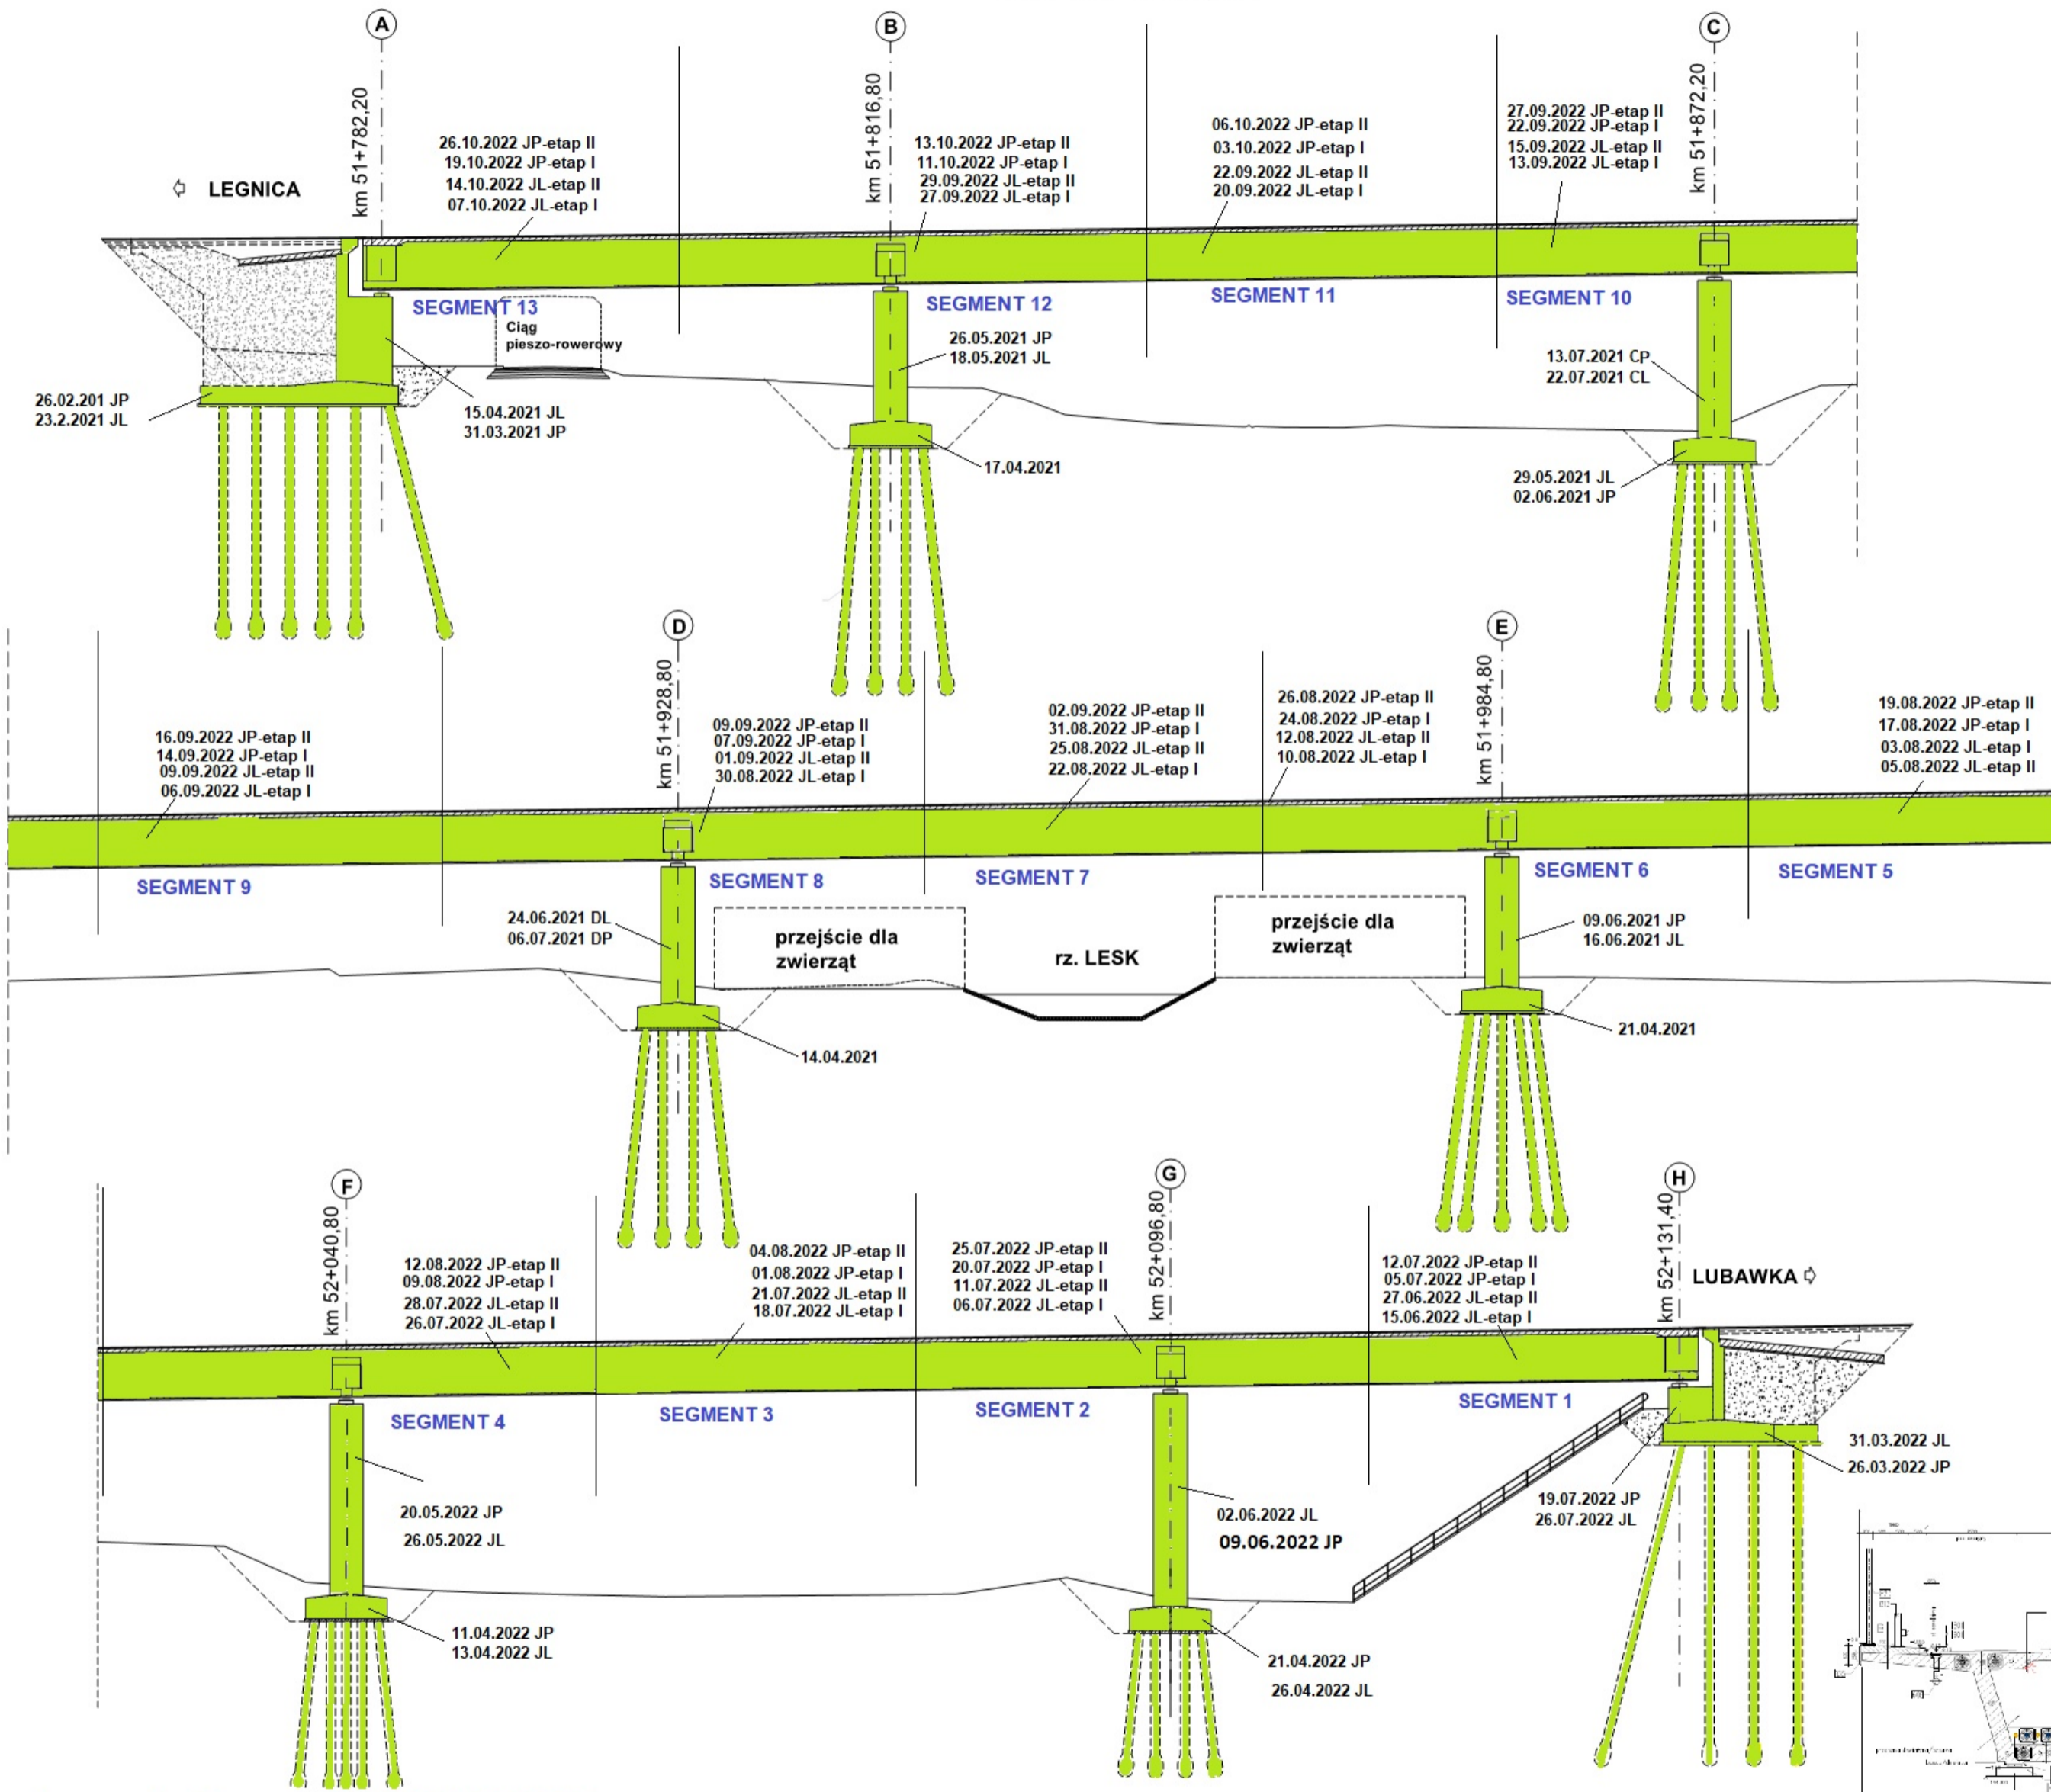 A
B
C
km 51+782,20
km 51+816,80
km 51+872,20
LEGNICA
26.10.2022 JP-etap II
19.10.2022 JP-etap I
14.10.2022 JL-etap II
07.10.2022 JL-etap I
13.10.2022 JP-etap II
11.10.2022 JP-etap I
29.09.2022 JL-etap II
27.09.2022 JL-etap I
06.10.2022 JP-etap II
03.10.2022 JP-etap I
22.09.2022 JL-etap II
20.09.2022 JL-etap I
27.09.2022 JP-etap II
22.09.2022 JP-etap I
15.09.2022 JL-etap II
13.09.2022 JL-etap I
SEGMENT 13
SEGMENT 12
SEGMENT 11
SEGMENT 10
Ciąg
pieszo-rowerowy
26.05.2021 JP
18.05.2021 JL
13.07.2021 CP
22.07.2021 CL
26.02.201 JP
23.2.2021 JL
15.04.2021 JL
31.03.2021 JP
17.04.2021
29.05.2021 JL
02.06.2021 JP
D
E
km 51+928,80
km 51+984,80
16.09.2022 JP-etap II
14.09.2022 JP-etap I
09.09.2022 JL-etap II
06.09.2022 JL-etap I
09.09.2022 JP-etap II
07.09.2022 JP-etap I
01.09.2022 JL-etap II
30.08.2022 JL-etap I
02.09.2022 JP-etap II
31.08.2022 JP-etap I
25.08.2022 JL-etap II
22.08.2022 JL-etap I
26.08.2022 JP-etap II
24.08.2022 JP-etap I
12.08.2022 JL-etap II
10.08.2022 JL-etap I
19.08.2022 JP-etap II
17.08.2022 JP-etap I
03.08.2022 JL-etap I
05.08.2022 JL-etap II
SEGMENT 9
SEGMENT 8
SEGMENT 7
SEGMENT 6
SEGMENT 5
24.06.2021 DL
06.07.2021 DP
przejście dla
zwierząt
rz. LESK
przejście dla
zwierząt
09.06.2021 JP
16.06.2021 JL
14.04.2021
21.04.2021
F
G
H
km 52+040,80
km 52+096,80
km 52+131,40
LUBAWKA
12.08.2022 JP-etap II
09.08.2022 JP-etap I
28.07.2022 JL-etap II
26.07.2022 JL-etap I
04.08.2022 JP-etap II
01.08.2022 JP-etap I
21.07.2022 JL-etap II
18.07.2022 JL-etap I
25.07.2022 JP-etap II
20.07.2022 JP-etap I
11.07.2022 JL-etap II
06.07.2022 JL-etap I
12.07.2022 JP-etap II
05.07.2022 JP-etap I
27.06.2022 JL-etap II
15.06.2022 JL-etap I
SEGMENT 4
SEGMENT 3
SEGMENT 2
SEGMENT 1
20.05.2022 JP
26.05.2022 JL
02.06.2022 JL
09.06.2022 JP
19.07.2022 JP
26.07.2022 JL
31.03.2022 JL
26.03.2022 JP
11.04.2022 JP
13.04.2022 JL
21.04.2022 JP
26.04.2022 JL